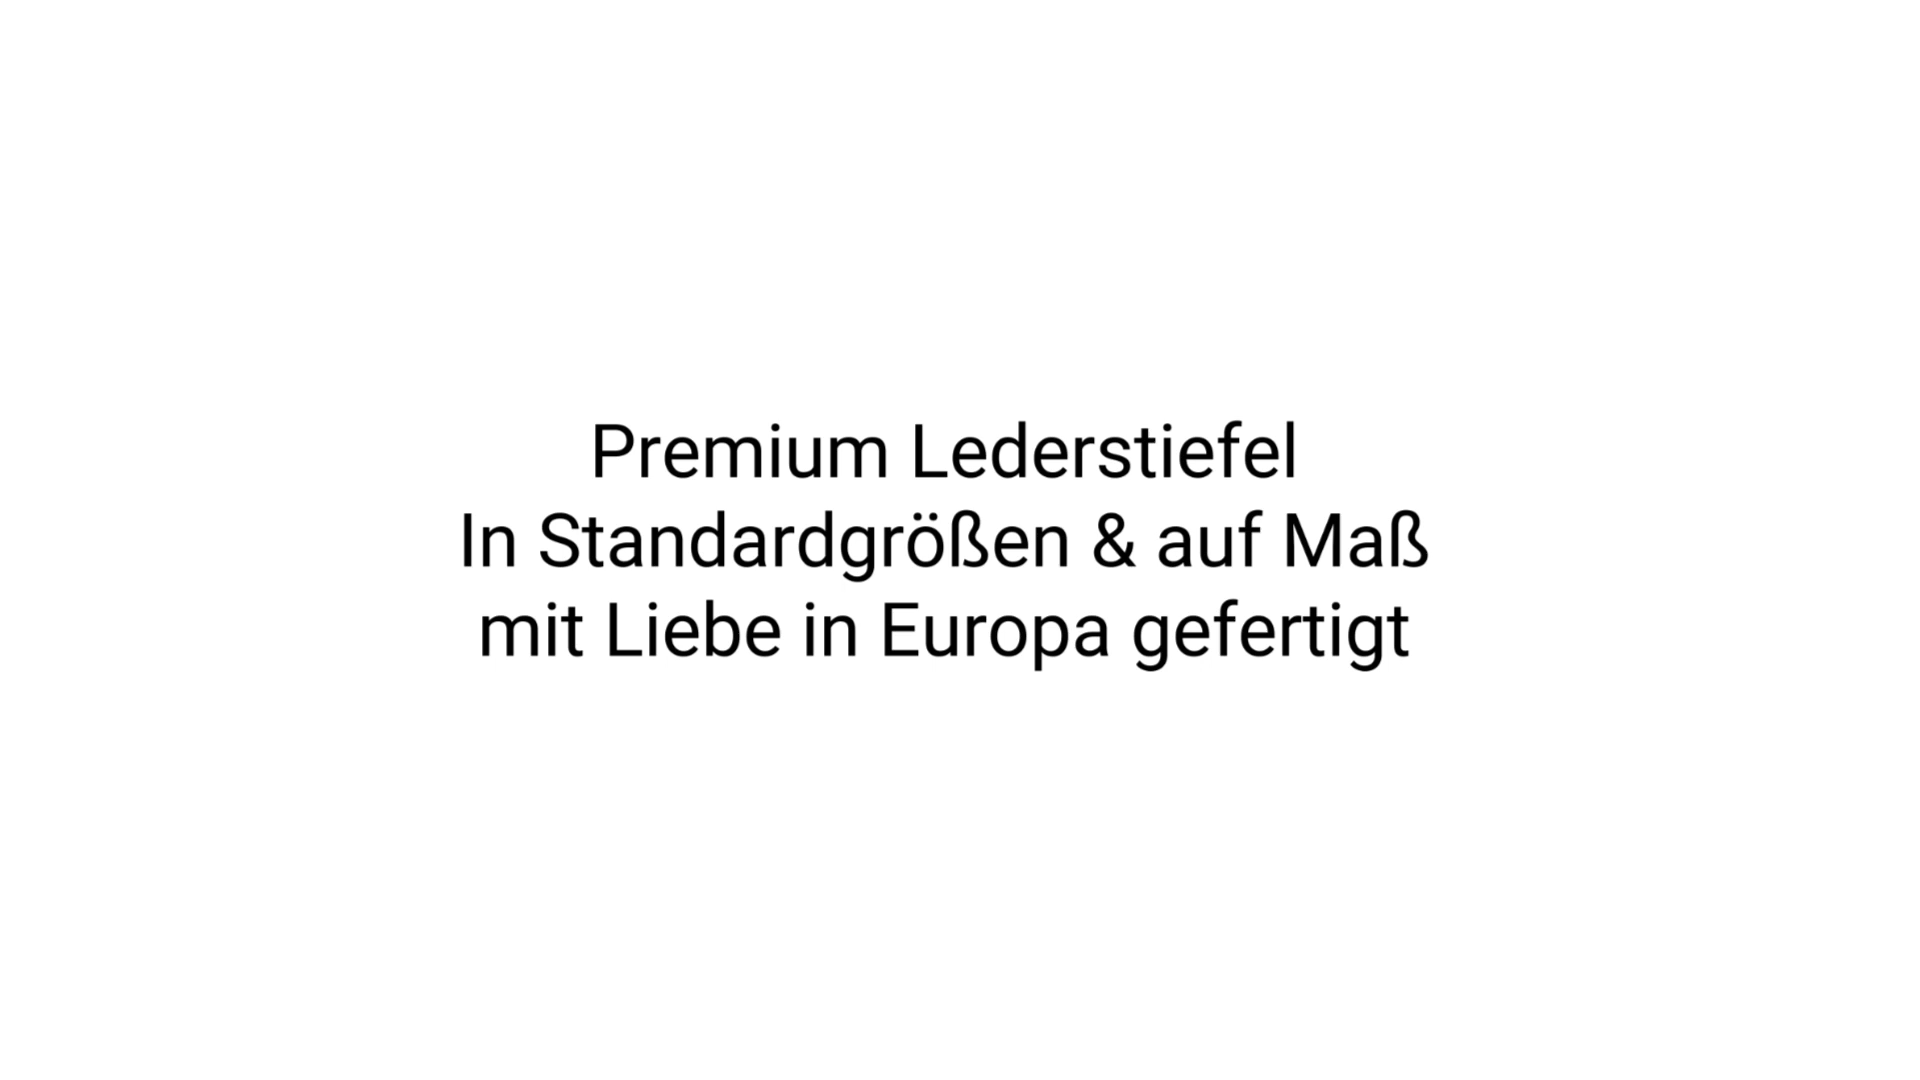 Premium Lederstiefel
In Standardgrößen & auf Maß
mit Liebe in Europa gefertigt